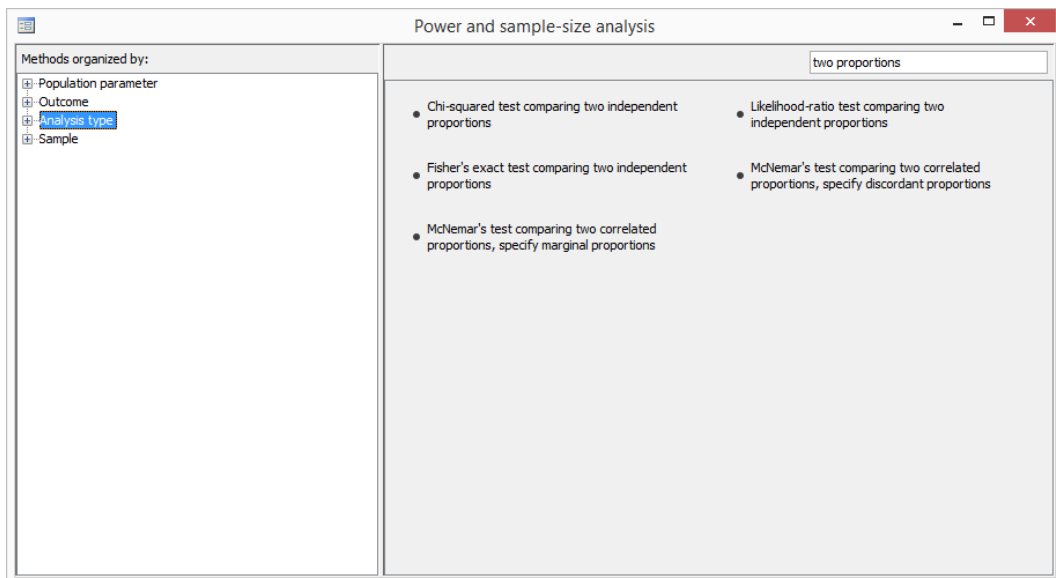 Power and sample-size analysis
Methods organized by:
two proportions
Population parameter
Outcome
Analysis type
Sample
Chi-squared test comparing two independent
proportions
Likelihood-ratio test comparing two
independent proportions
Fisher's exact test comparing two independent
proportions
McNemar's test comparing two correlated
proportions, specify discordant proportions
McNemar's test comparing two correlated
proportions, specify marginal proportions